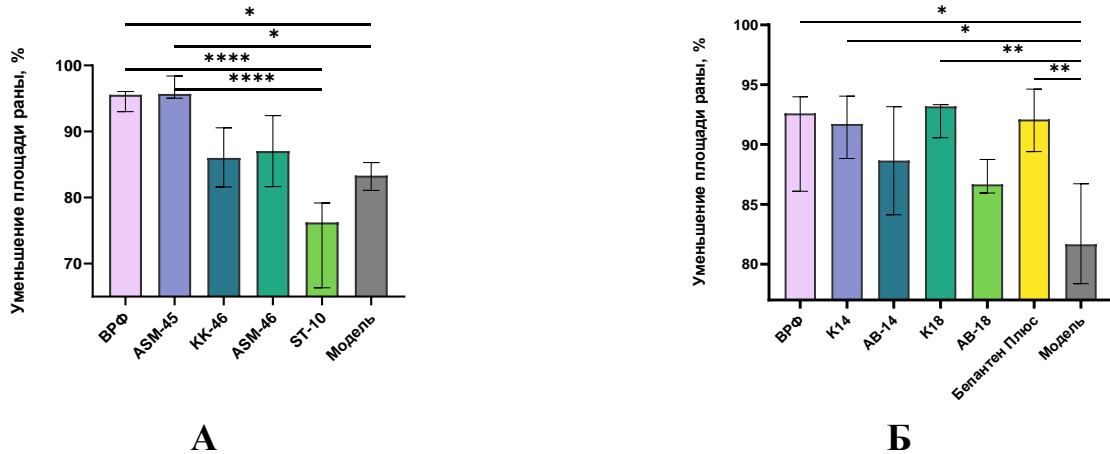 *
*
****
****
Уменьшение площади раны, %
100
90
80
70
ВРФ
ASM-45
KK-46
ASM-46
ST-10
Модель
А
*
*
**
**
Уменьшение площади раны, %
100
95
90
85
80
ВРФ
К14
АВ-14
К18
АВ-18
Бепантен Плюс
Модель
Б